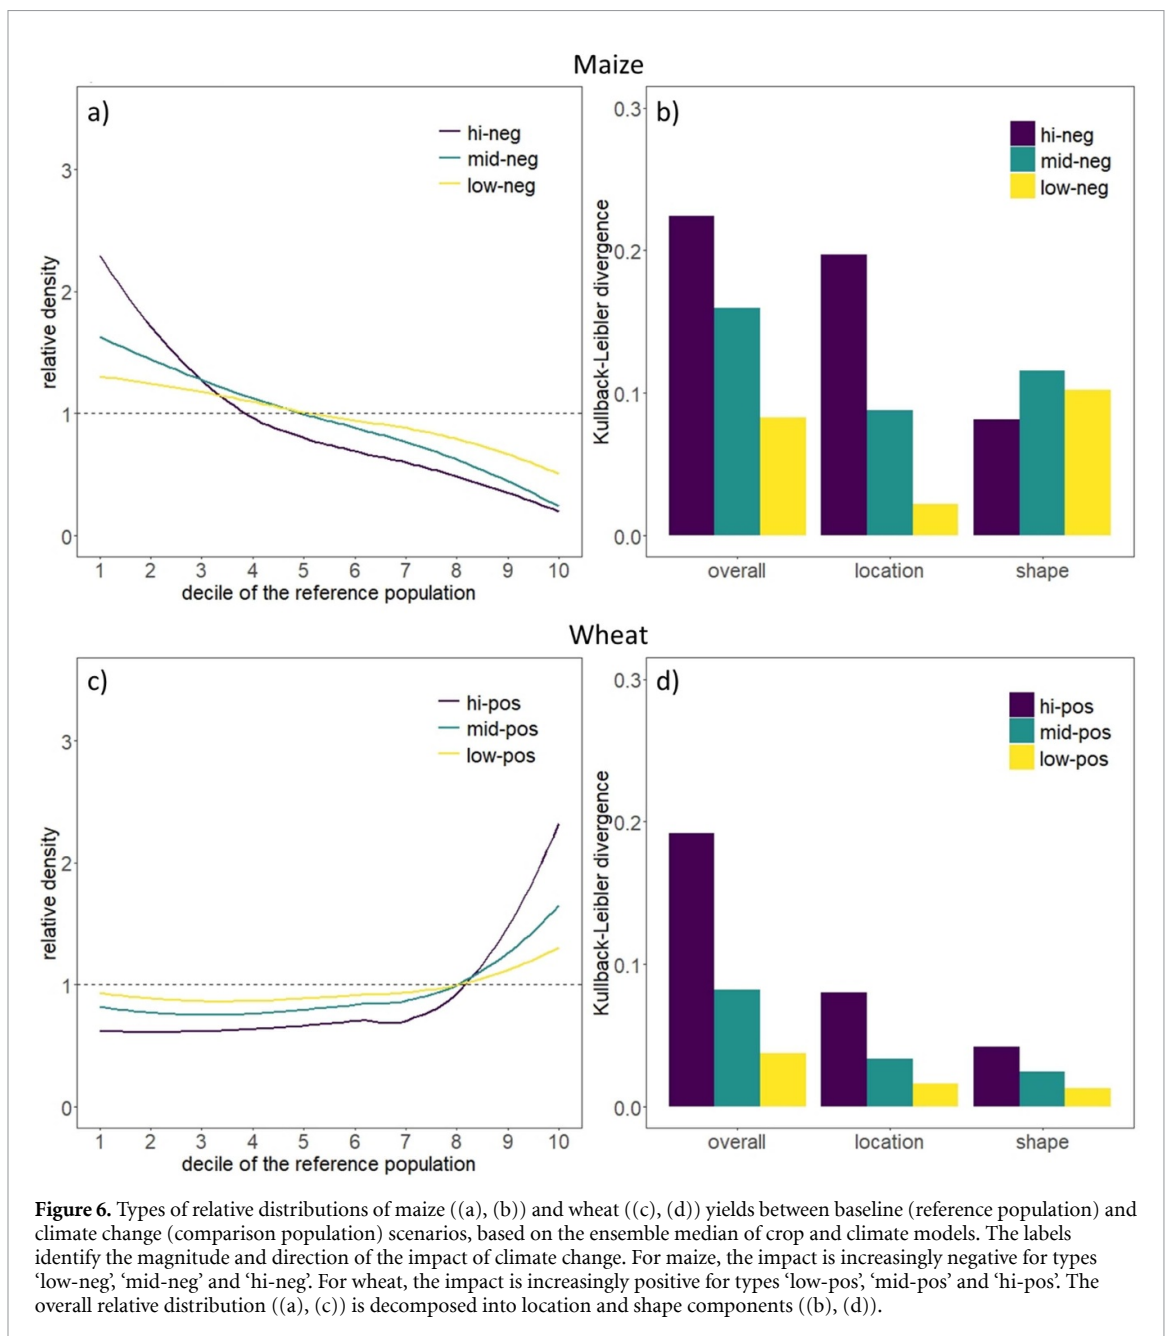 Maize
a)
hi-neg
mid-neg
low-neg
relative density
3
2
1
0
1 2 3 4 5 6 7 8 9 10
decile of the reference population
b)
hi-neg
mid-neg
low-neg
Kullback-Leibler divergence
0.3
0.2
0.1
0.0
overall location shape
Wheat
c)
hi-pos
mid-pos
low-pos
relative density
3
2
1
0
1 2 3 4 5 6 7 8 9 10
decile of the reference population
d)
hi-pos
mid-pos
low-pos
Kullback-Leibler divergence
0.3
0.2
0.1
0.0
overall location shape
Figure 6. Types of relative distributions of maize ((a), (b)) and wheat ((c), (d)) yields between baseline (reference population) and
climate change (comparison population) scenarios, based on the ensemble median of crop and climate models. The labels
identify the magnitude and direction of the impact of climate change. For maize, the impact is increasingly negative for types
‘low-neg’, ‘mid-neg’ and ‘hi-neg’. For wheat, the impact is increasingly positive for types ‘low-pos’, ‘mid-pos’ and ‘hi-pos’. The
overall relative distribution ((a), (c)) is decomposed into location and shape components ((b), (d)).